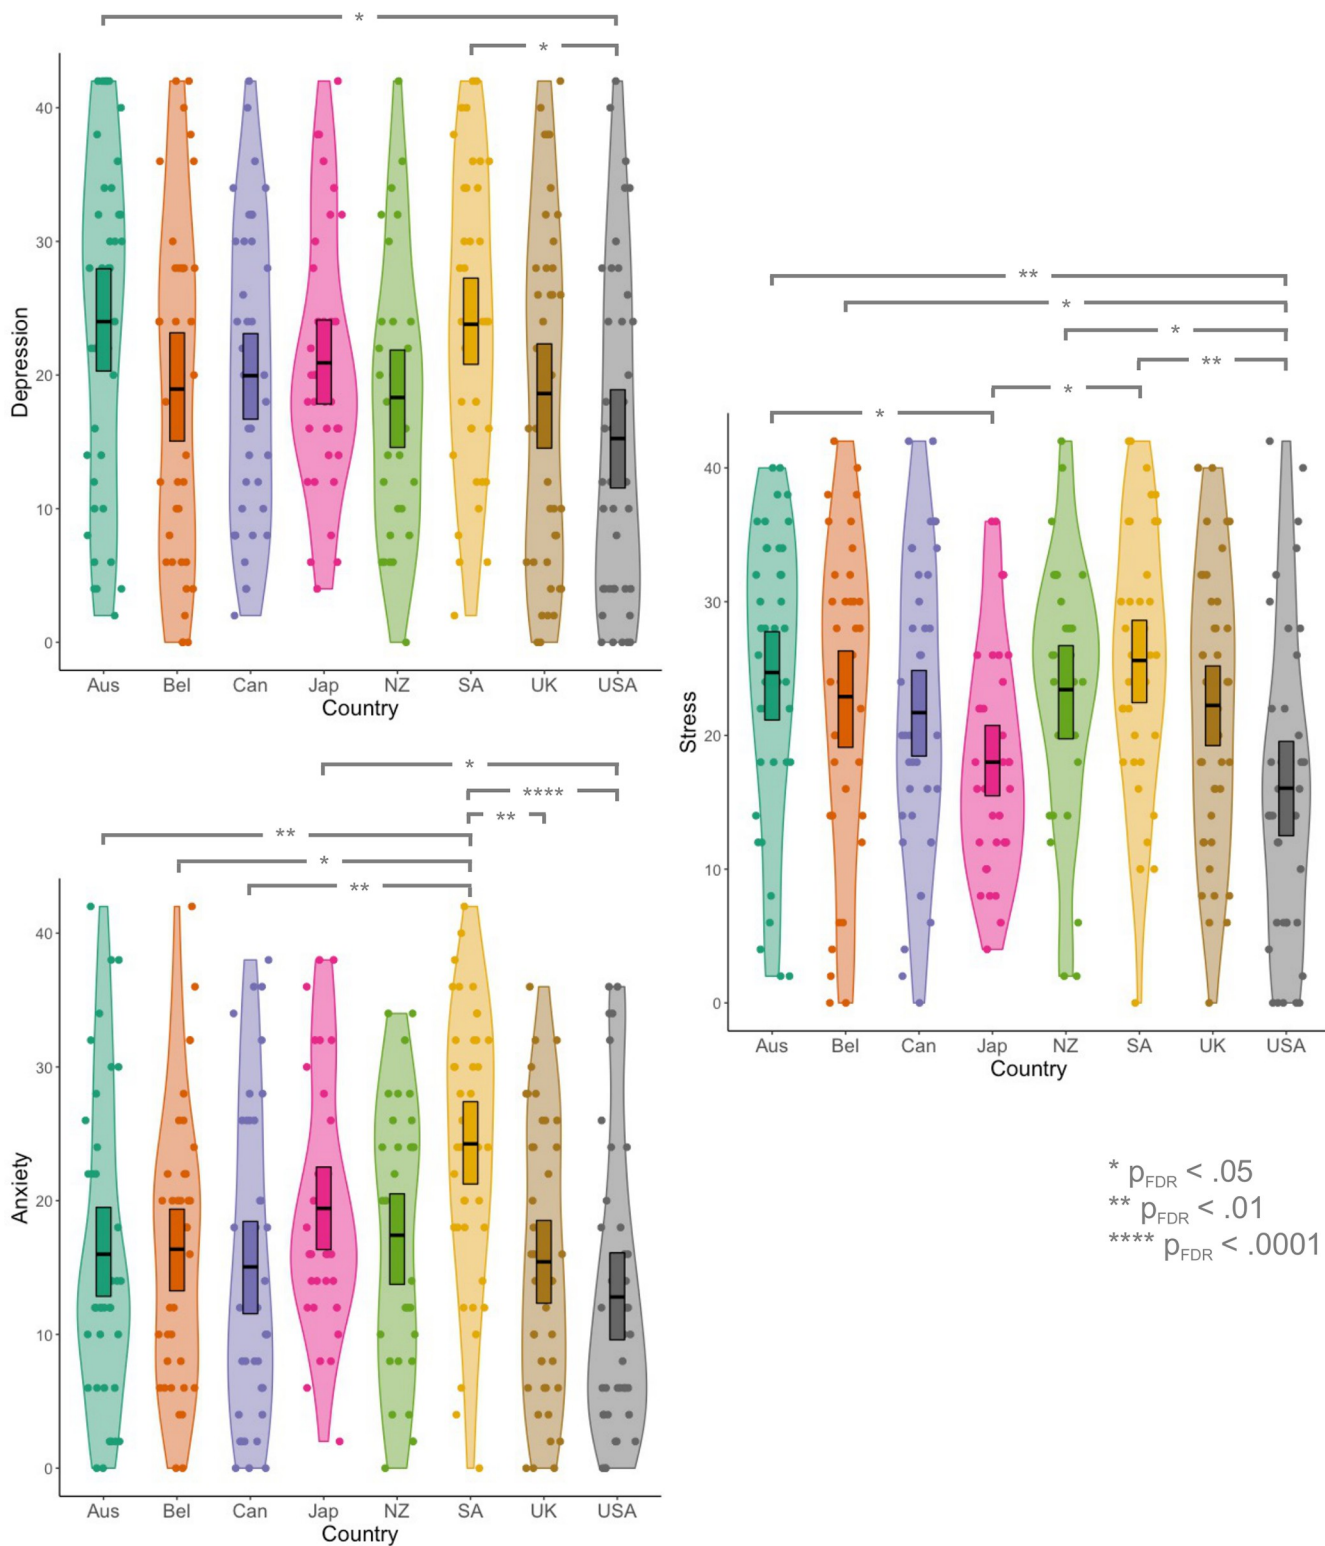 *
*
40
30
20
10
0
Depression
Aus Bel Can Jap NZ SA UK USA
Country
**
*
*
**
*
*
40
30
20
10
0
Stress
Aus Bel Can Jap NZ SA UK USA
Country
*
****
**
**
*
**
40
30
20
10
0
Anxiety
Aus Bel Can Jap NZ SA UK USA
Country
* pFDR < .05
** pFDR < .01
**** pFDR < .0001